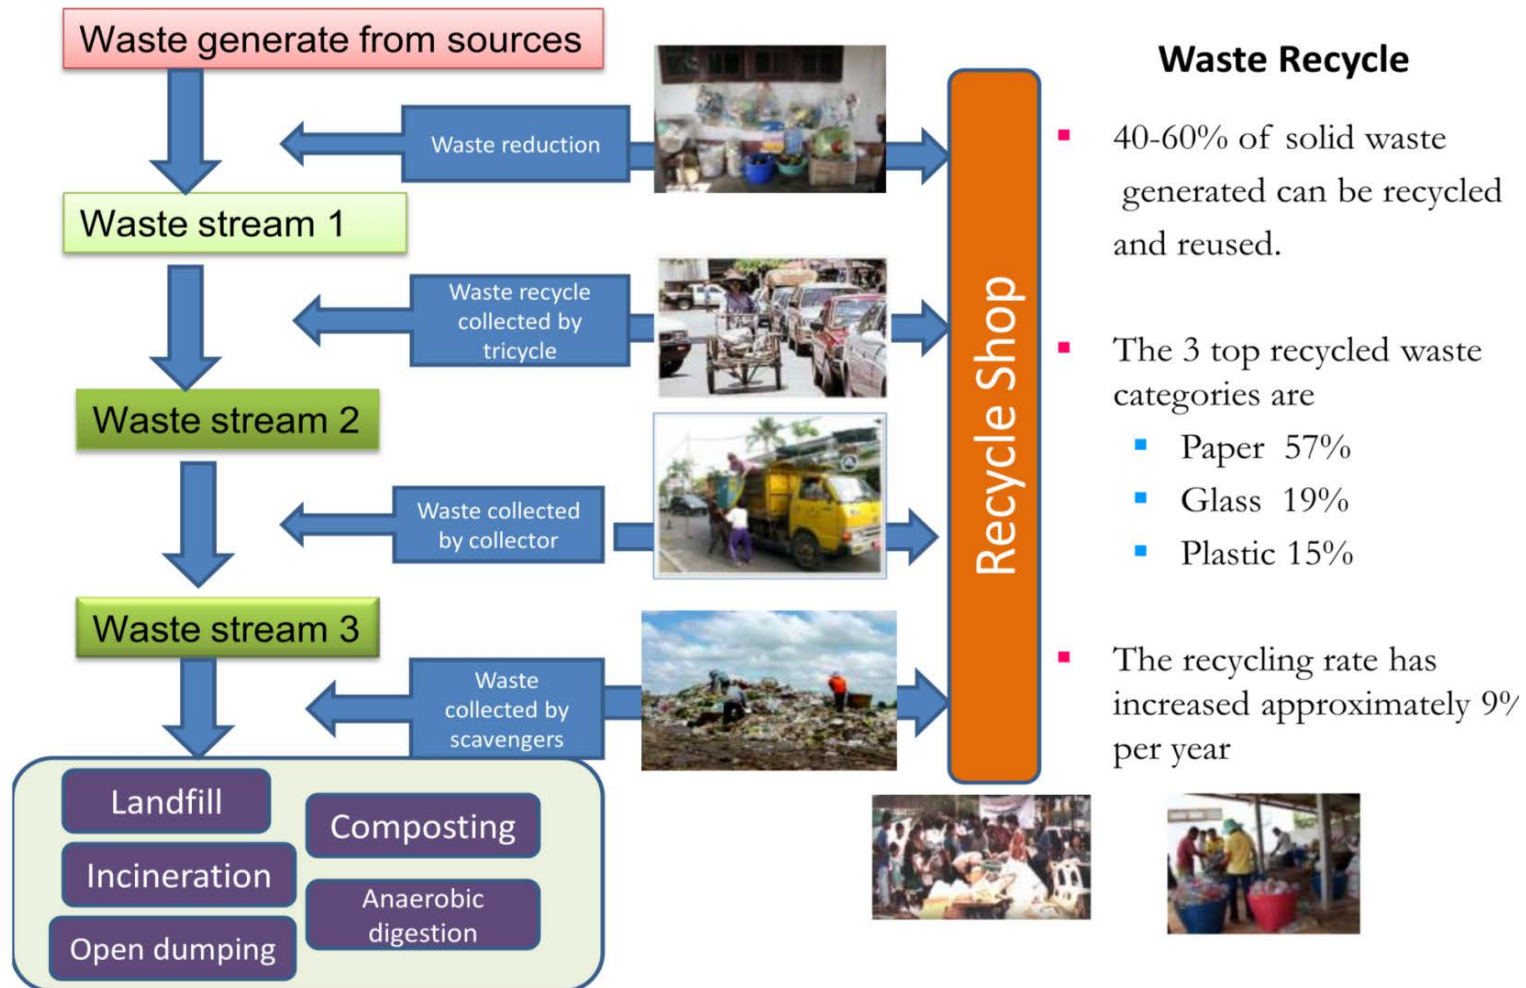 Waste generate from sources
Waste reduction
Waste stream 1
Waste recycle
collected by
tricycle
Waste stream 2
Waste collected
by collector
Waste stream 3
Waste
collected by
scavengers
Landfill
Composting
Incineration
Anaerobic
digestion
Open dumping
Recycle Shop
Waste Recycle
40-60% of solid waste
generated can be recycled
and reused.
The 3 top recycled waste
categories are
Paper 57%
Glass 19%
Plastic 15%
The recycling rate has
increased approximately 9%
per year